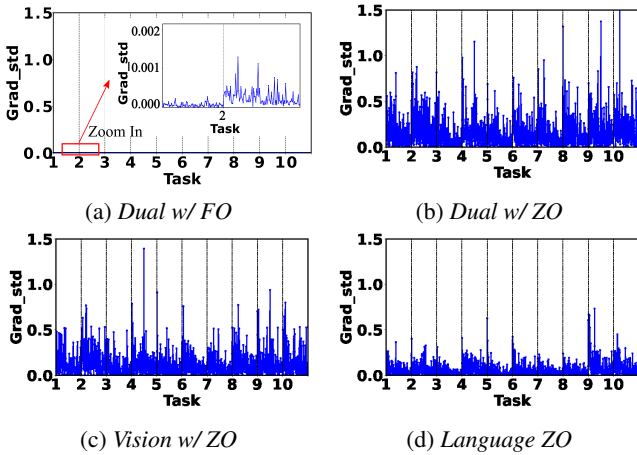 1.5
1.0
0.5
0.0
Grad_std
0.002
0.001
0.000
Grad_std
2
Task
Zoom In
1 2 3 4 5 6 7 8 9 10
Task
(a) Dual w/ FO
1.5
1.0
0.5
0.0
Grad_std
1 2 3 4 5 6 7 8 9 10
Task
(b) Dual w/ ZO
1.5
1.0
0.5
0.0
Grad_std
1 2 3 4 5 6 7 8 9 10
Task
(c) Vision w/ ZO
1.5
1.0
0.5
0.0
Grad_std
1 2 3 4 5 6 7 8 9 10
Task
(d) Language ZO